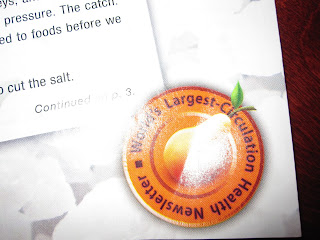 pressure. The catch:
ed to foods before we
o cut the salt.
Continued on p. 3.
World's Largest-Circulation Health Newsletter